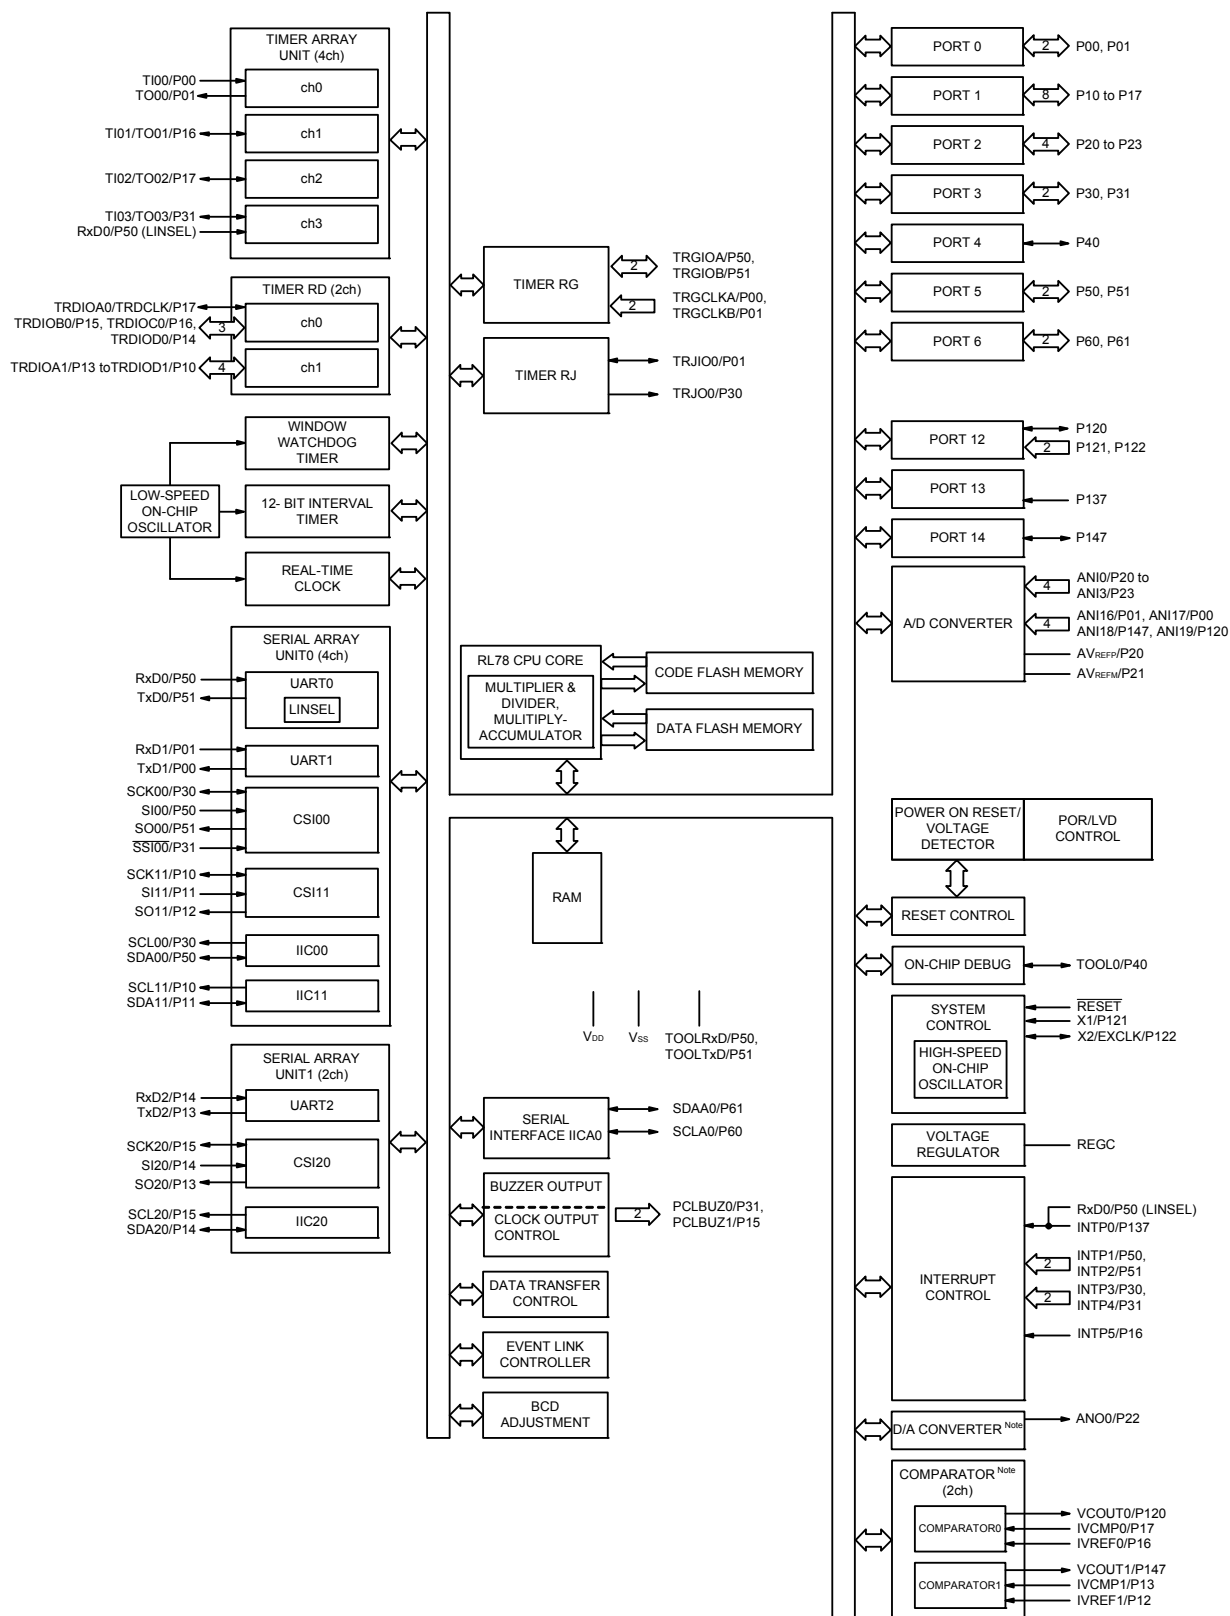 TIMER ARRAY
UNIT (4ch)
TI00/P00
TO00/P01
ch0
TI01/TO01/P16
ch1
TI02/TO02/P17
ch2
TI03/TO03/P31
RxD0/P50 (LINSEL)
ch3
TIMER RD (2ch)
TRDIOA0/TRDCLK/P17
TRDIOB0/P15, TRDIOC0/P16,
TRDIOD0/P14
3
ch0
TRDIOA1/P13 toTRDIOD1/P10
4
ch1
LOW-SPEED
ON-CHIP
OSCILLATOR
WINDOW
WATCHDOG
TIMER
12- BIT INTERVAL
TIMER
REAL-TIME
CLOCK
SERIAL ARRAY
UNIT0 (4ch)
RxD0/P50
TxD0/P51
UART0
LINSEL
RxD1/P01
TxD1/P00
UART1
SCK00/P30
SI00/P50
SO00/P51
SSI00/P31
CSI00
SCK11/P10
SI11/P11
SO11/P12
CSI11
SCL00/P30
SDA00/P50
IIC00
SCL11/P10
SDA11/P11
IIC11
SERIAL ARRAY
UNIT1 (2ch)
RxD2/P14
TxD2/P13
UART2
SCK20/P15
SI20/P14
SO20/P13
CSI20
SCL20/P15
SDA20/P14
IIC20
TIMER RG
2
TRGIOA/P50,
TRGIOB/P51
2
TRGCLKA/P00,
TRGCLKB/P01
TIMER RJ
TRJIO0/P01
TRJO0/P30
RL78 CPU CORE
MULTIPLIER &
DIVIDER,
MULITIPLY-
ACCUMULATOR
CODE FLASH MEMORY
DATA FLASH MEMORY
RAM
VDD
VSS
TOOLRxD/P50,
TOOLTxD/P51
SERIAL
INTERFACE IICA0
SDAA0/P61
SCLA0/P60
BUZZER OUTPUT
CLOCK OUTPUT
CONTROL
2
PCLBUZ0/P31,
PCLBUZ1/P15
DATA TRANSFER
CONTROL
EVENT LINK
CONTROLLER
BCD
ADJUSTMENT
PORT 0
2
P00, P01
PORT 1
8
P10 to P17
PORT 2
4
P20 to P23
PORT 3
2
P30, P31
PORT 4
P40
PORT 5
2
P50, P51
PORT 6
2
P60, P61
PORT 12
P120
2
P121, P122
PORT 13
P137
PORT 14
P147
A/D CONVERTER
4
ANI0/P20 to
ANI3/P23
4
ANI16/P01, ANI17/P00
ANI18/P147, ANI19/P120
AVREFP/P20
AVREFM/P21
POWER ON RESET/
VOLTAGE
DETECTOR
POR/LVD
CONTROL
RESET CONTROL
ON-CHIP DEBUG
TOOL0/P40
SYSTEM
CONTROL
HIGH-SPEED
ON-CHIP
OSCILLATOR
RESET
X1/P121
X2/EXCLK/P122
VOLTAGE
REGULATOR
REGC
INTERRUPT
CONTROL
RxD0/P50 (LINSEL)
INTP0/P137
2
INTP1/P50,
INTP2/P51
2
INTP3/P30,
INTP4/P31
INTP5/P16
D/A CONVERTER Note
ANO0/P22
COMPARATOR Note
(2ch)
COMPARATOR0
VCOUT0/P120
IVCMP0/P17
IVREF0/P16
COMPARATOR1
VCOUT1/P147
IVCMP1/P13
IVREF1/P12